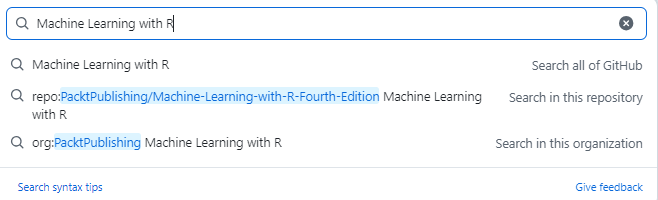 Machine Learning with R
Machine Learning with R Search all of GitHub
repo:PacktPublishing/Machine-Learning-with-R-Fourth-Edition Machine Learning Search in this repository
with R
org:PacktPublishing Machine Learning with R Search in this organization
Search syntax tips Give feedback